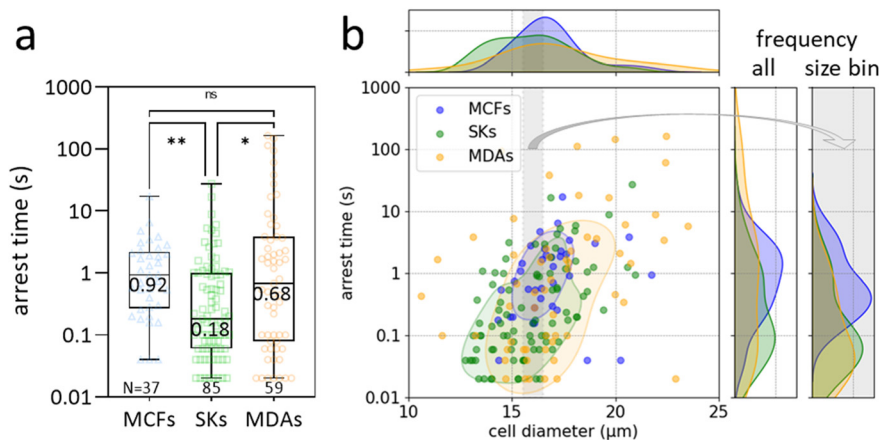 a
arrest time (s)
1000
100
10
1
0.1
0.01
ns
**
*
0.92
0.18
0.68
N=37
85
59
MCFs
SKs
MDAs
b
frequency
all
size bin
arrest time (s)
1000
100
10
1
0.1
0.01
MCFs
SKs
MDAs
10
15
20
25
cell diameter (μm)